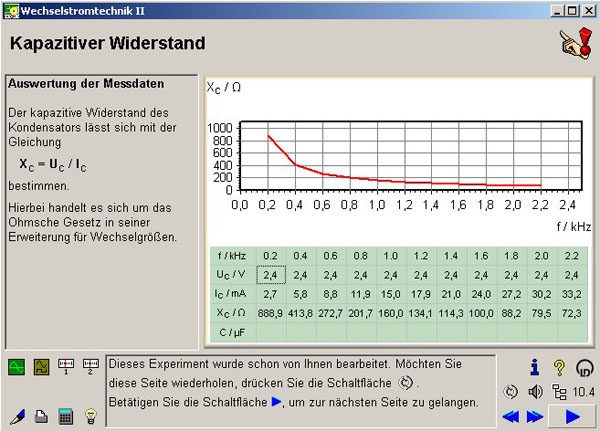 Wechselstromtechnik II
Kapazitiver Widerstand
Auswertung der Messdaten
Der kapazitive Widerstand des
Kondensators lässt sich mit der
Gleichung
X_C = U_C / I_C
bestimmen.
Hierbei handelt es sich um das
Ohmsche Gesetz in seiner
Erweiterung für Wechselgrößen.
X_C / Ω
1000
800
600
400
200
0
0,0 0,2 0,4 0,6 0,8 1,0 1,2 1,4 1,6 1,8 2,0 2,2 2,4
f / kHz
f / kHz 0.2 0.4 0.6 0.8 1.0 1.2 1.4 1.6 1.8 2.0 2.2
U_C / V 2,4 2,4 2,4 2,4 2,4 2,4 2,4 2,4 2,4 2,4 2,4
I_C / mA 2,7 5,8 8,8 11,9 15,0 17,9 21,0 24,0 27,2 30,2 33,2
X_C / Ω 888,9 413,8 272,7 201,7 160,0 134,1 114,3 100,0 88,2 79,5 72,3
C / µF
1 2
Dieses Experiment wurde schon von Ihnen bearbeitet. Möchten Sie
diese Seite wiederholen, drücken Sie die Schaltfläche .
Betätigen Sie die Schaltfläche ▶, um zur nächsten Seite zu gelangen.
i ?
10.4